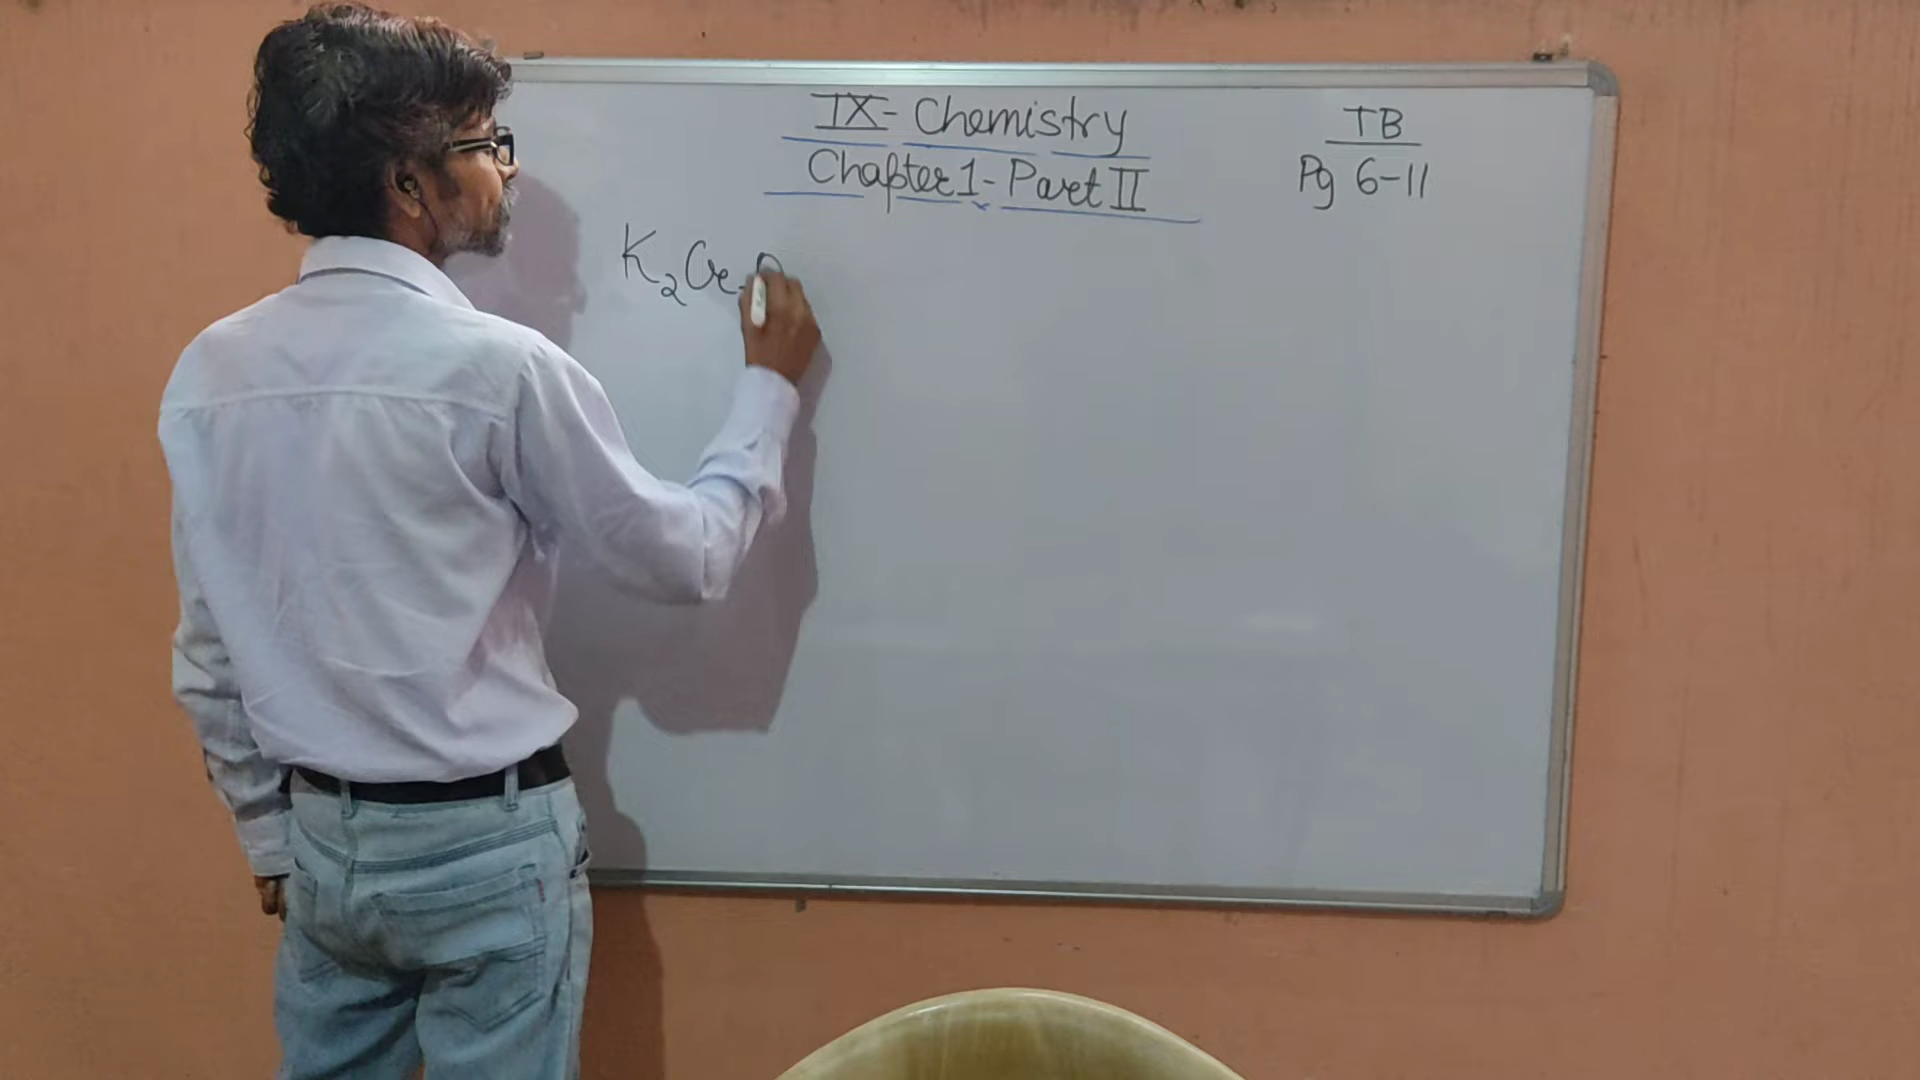 IX- Chemistry
Chapter 1- Part II
TB
Pg 6-11
K₂Cr